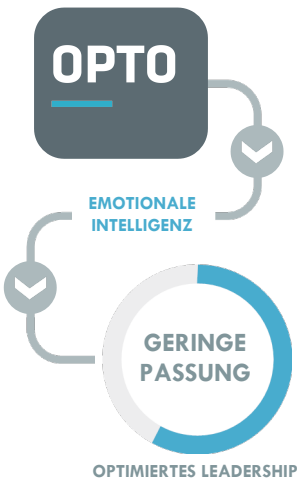 OPTO
EMOTIONALE
INTELLIGENZ
GERINGE
PASSUNG
OPTIMIERTES LEADERSHIP